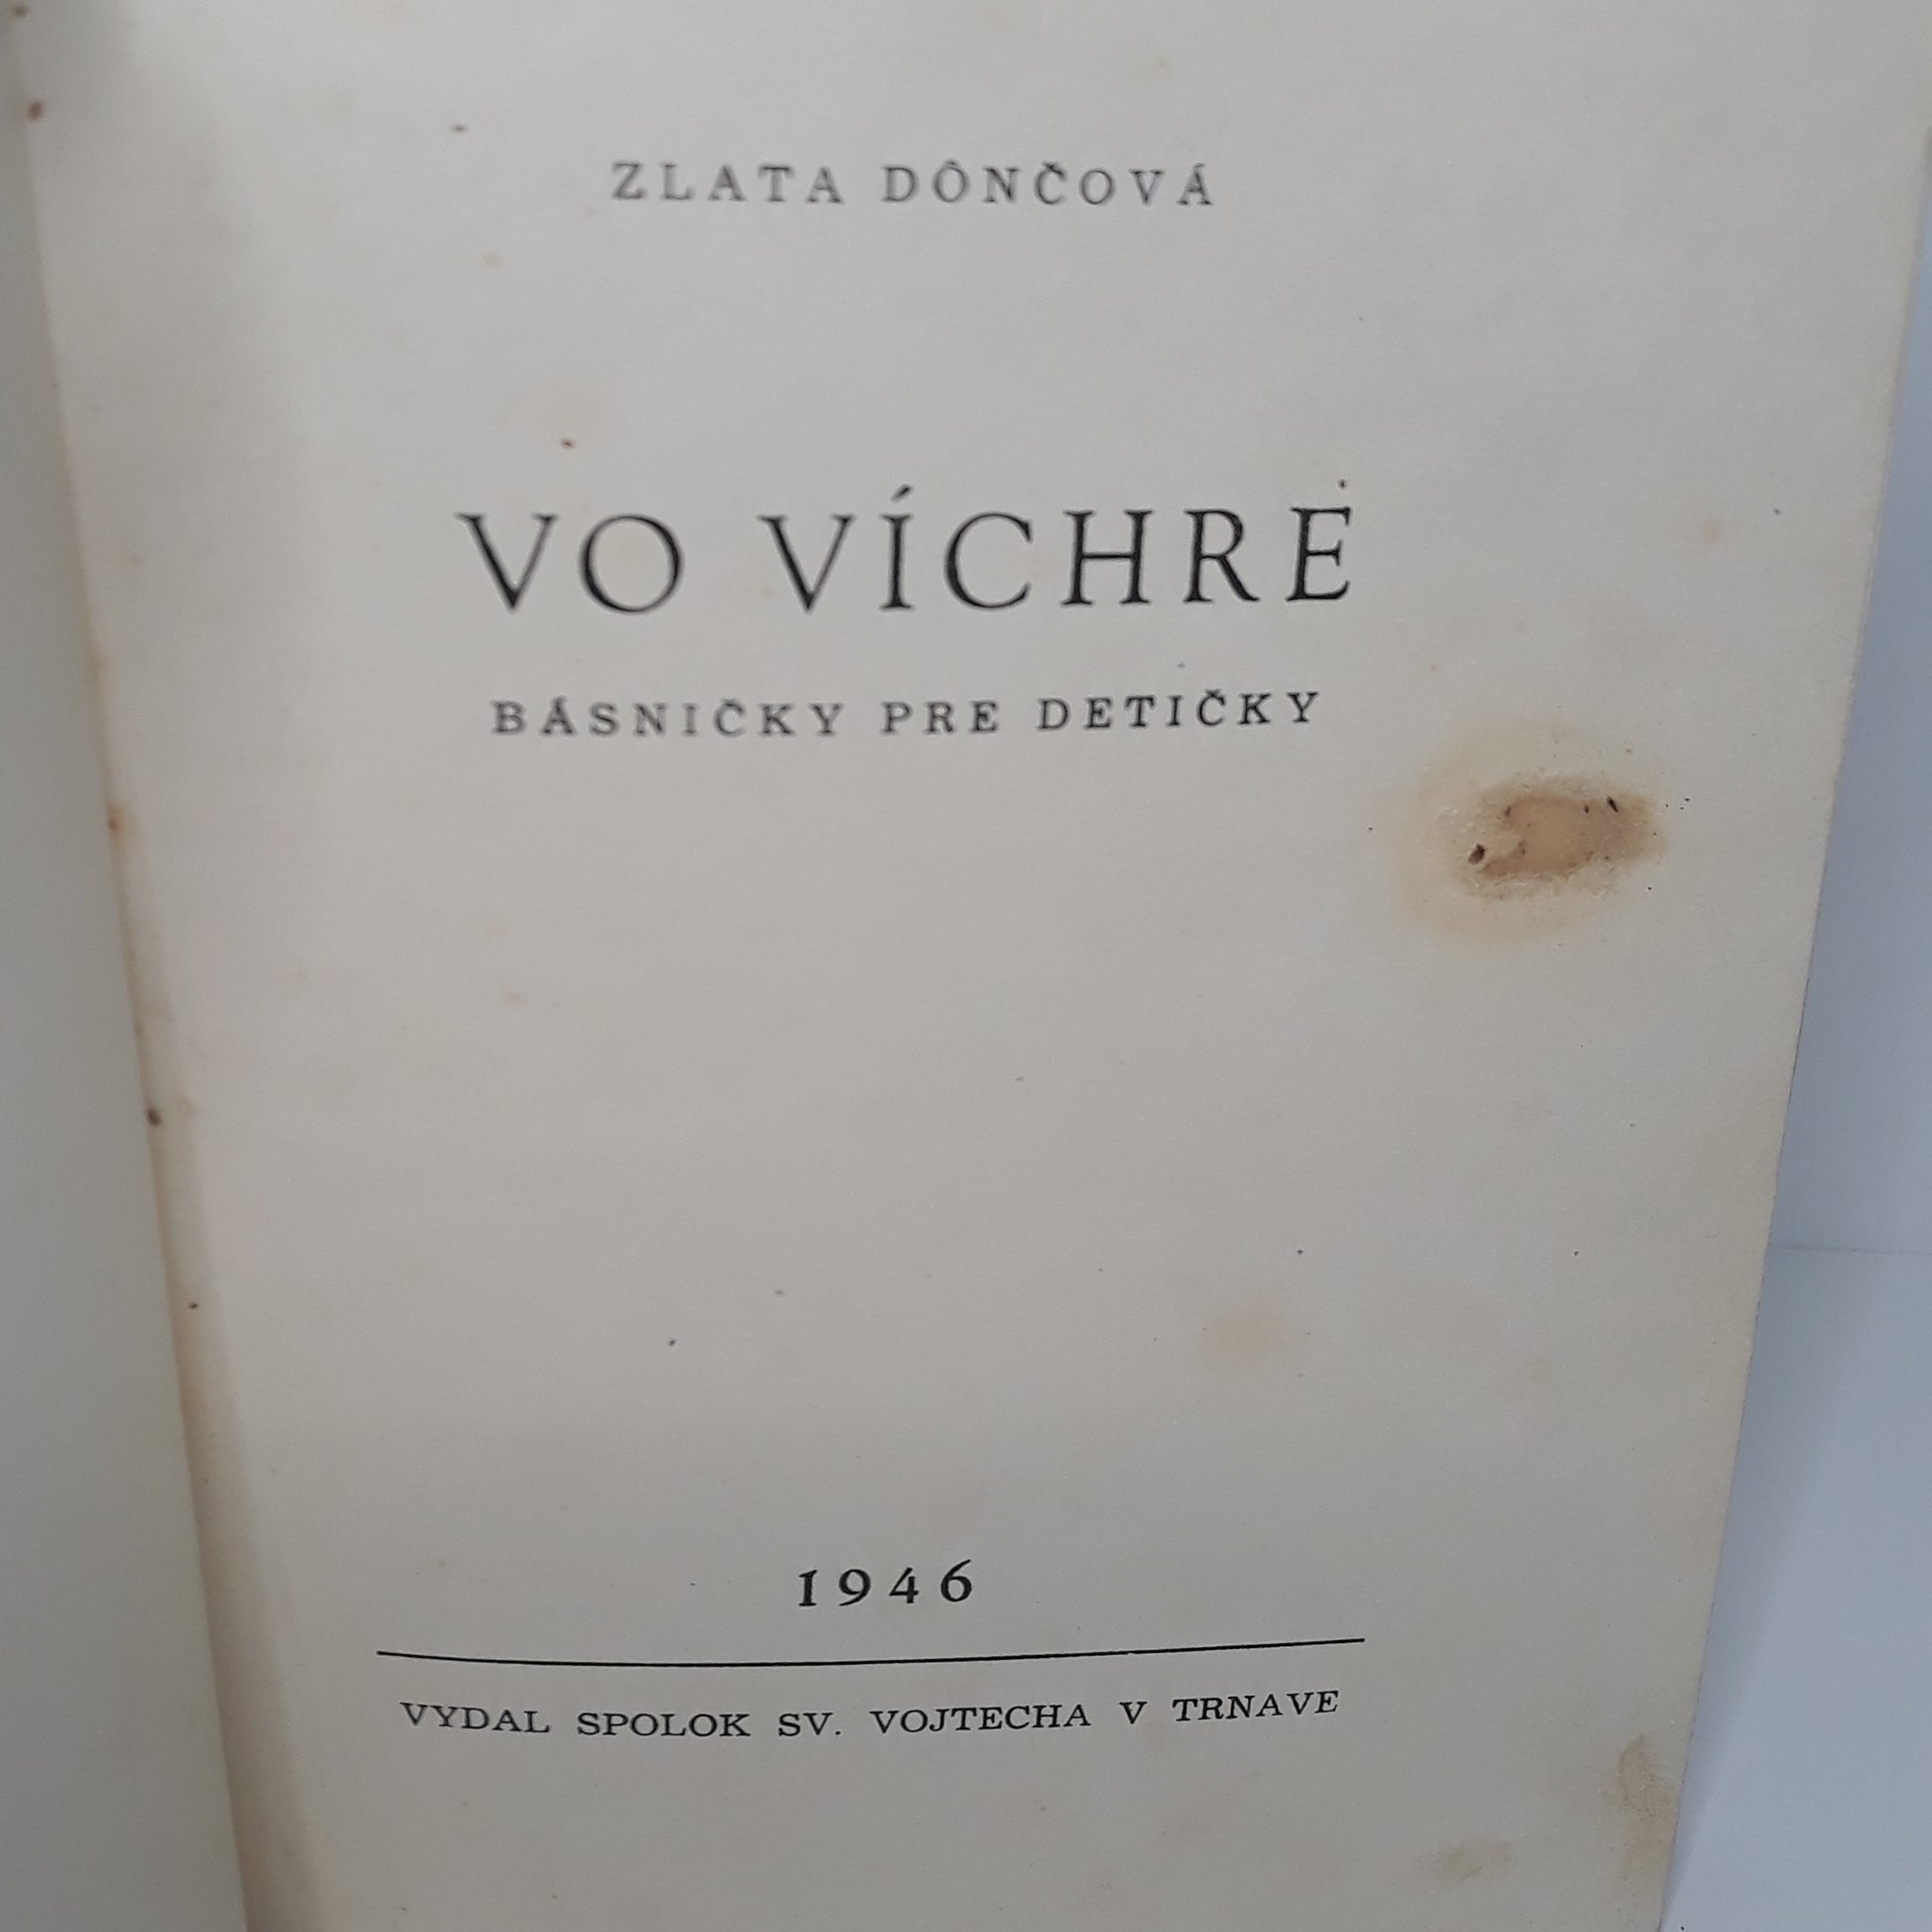 ZLATA DÔNČOVÁ
VO VÍCHRE
BÁSNIČKY PRE DETIČKY
1946
VYDAL SPOLOK SV. VOJTECHA V TRNAVE